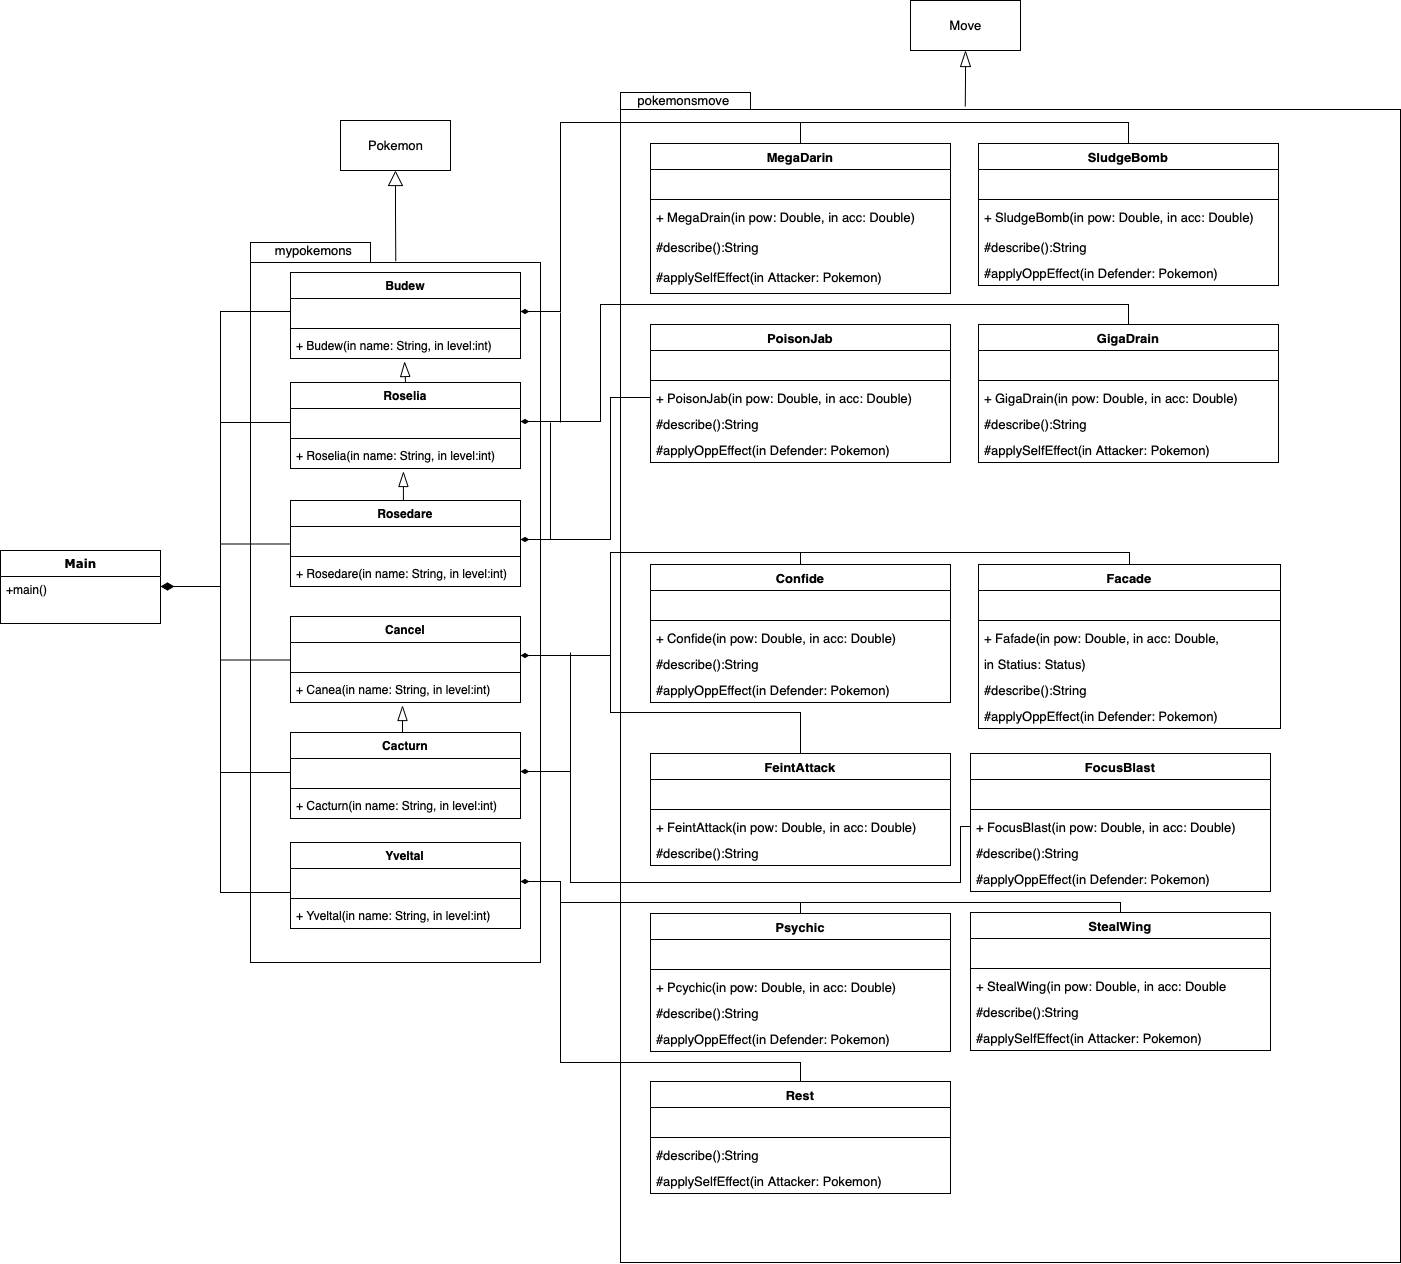 Move
pokemonsmove
Pokemon
mypokemons
MegaDarin
+ MegaDrain(in pow: Double, in acc: Double)
#describe():String
#applySelfEffect(in Attacker: Pokemon)
SludgeBomb
+ SludgeBomb(in pow: Double, in acc: Double)
#describe():String
#applyOppEffect(in Defender: Pokemon)
Budew
+ Budew(in name: String, in level:int)
PoisonJab
+ PoisonJab(in pow: Double, in acc: Double)
#describe():String
#applyOppEffect(in Defender: Pokemon)
GigaDrain
+ GigaDrain(in pow: Double, in acc: Double)
#describe():String
#applySelfEffect(in Attacker: Pokemon)
Roselia
+ Roselia(in name: String, in level:int)
Rosedare
+ Rosedare(in name: String, in level:int)
Main
+main()
Confide
+ Confide(in pow: Double, in acc: Double)
#describe():String
#applyOppEffect(in Defender: Pokemon)
Facade
+ Fafade(in pow: Double, in acc: Double,
in Statius: Status)
#describe():String
#applyOppEffect(in Defender: Pokemon)
Cancel
+ Canea(in name: String, in level:int)
Cacturn
+ Cacturn(in name: String, in level:int)
FeintAttack
+ FeintAttack(in pow: Double, in acc: Double)
#describe():String
FocusBlast
+ FocusBlast(in pow: Double, in acc: Double)
#describe():String
#applyOppEffect(in Defender: Pokemon)
Yveltal
+ Yveltal(in name: String, in level:int)
Psychic
+ Pcychic(in pow: Double, in acc: Double)
#describe():String
#applyOppEffect(in Defender: Pokemon)
StealWing
+ StealWing(in pow: Double, in acc: Double
#describe():String
#applySelfEffect(in Attacker: Pokemon)
Rest
#describe():String
#applySelfEffect(in Attacker: Pokemon)